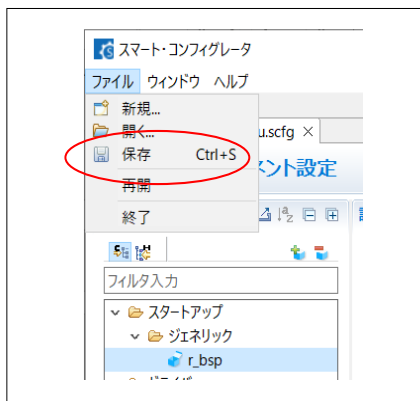 スマート・コンフィグレータ
ファイル ウィンドウ ヘルプ
新規...
開く...
u.scfg ×
保存 Ctrl+S
ント設定
再開
終了
フィルタ入力
スタートアップ
ジェネリック
r_bsp